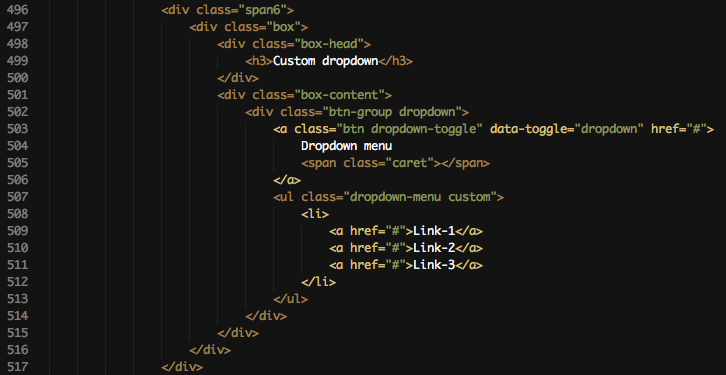 496 <div class="span6">
497 <div class="box">
498 <div class="box-head">
499 <h3>Custom dropdown</h3>
500 </div>
501 <div class="box-content">
502 <div class="btn-group dropdown">
503 <a class="btn dropdown-toggle" data-toggle="dropdown" href="#">
504 Dropdown menu
505 <span class="caret"></span>
506 </a>
507 <ul class="dropdown-menu custom">
508 <li>
509 <a href="#">Link-1</a>
510 <a href="#">Link-2</a>
511 <a href="#">Link-3</a>
512 </li>
513 </ul>
514 </div>
515 </div>
516 </div>
517 </div>